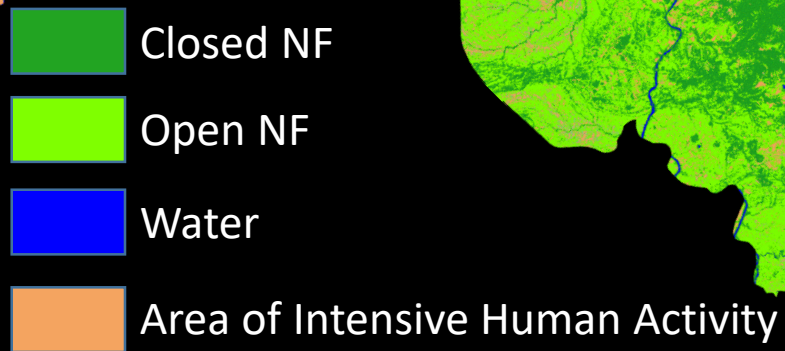 Closed NF
Open NF
Water
Area of Intensive Human Activity